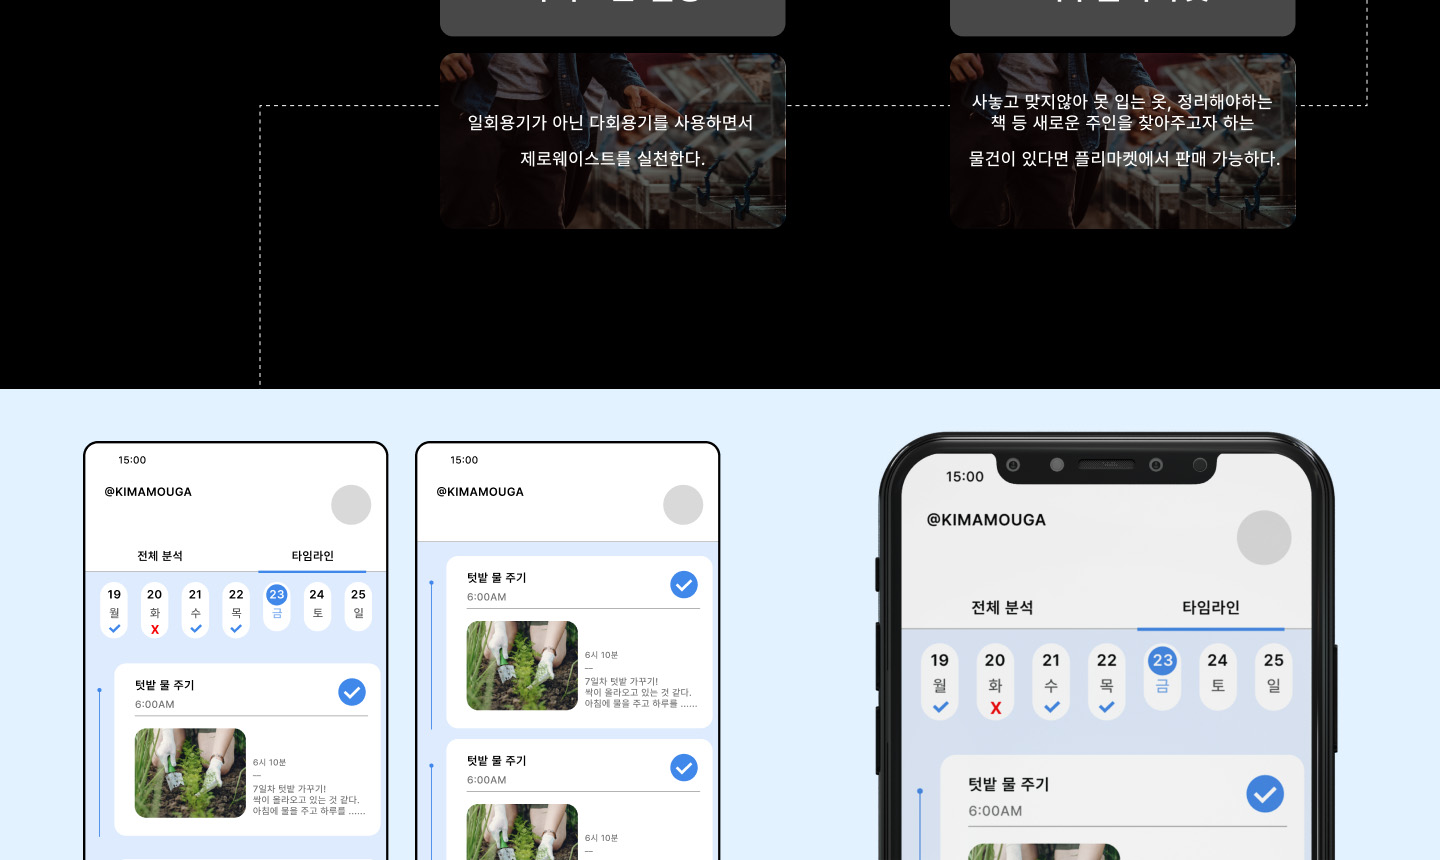 일회용기가 아닌 다회용기를 사용하면서
제로웨이스트를 실천한다.
사놓고 맞지않아 못 입는 옷, 정리해야하는
책 등 새로운 주인을 찾아주고자 하는
물건이 있다면 플리마켓에서 판매 가능하다.
15:00
@KIMAMOUGA
전체 분석 타임라인
19 20 21 22 23 24 25
월 화 수 목 금 토 일
X
텃밭 물 주기
6:00AM
6시 10분
—
7일차 텃밭 가꾸기!
싹이 올라오고 있는 것 같다.
아침에 물을 주고 하루를 ......
15:00
@KIMAMOUGA
텃밭 물 주기
6:00AM
6시 10분
—
7일차 텃밭 가꾸기!
싹이 올라오고 있는 것 같다.
아침에 물을 주고 하루를 ......
텃밭 물 주기
6:00AM
6시 10분
—
15:00
@KIMAMOUGA
전체 분석 타임라인
19 20 21 22 23 24 25
월 화 수 목 금 토 일
X
텃밭 물 주기
6:00AM